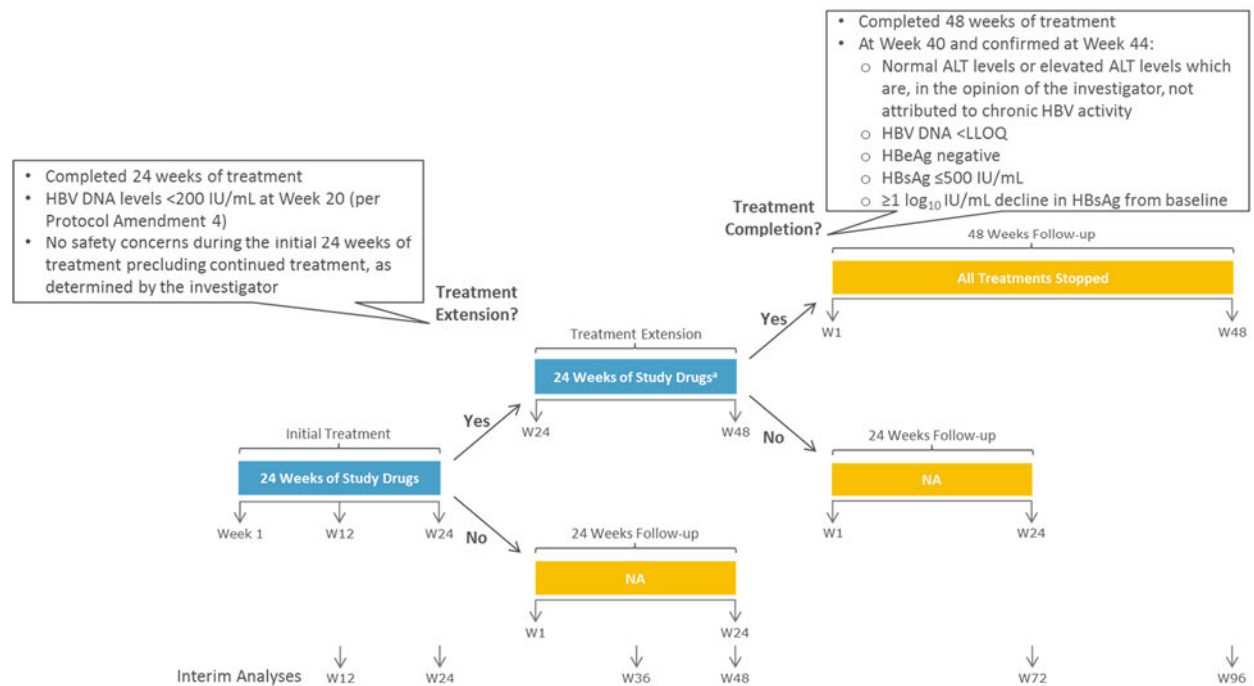 • Completed 48 weeks of treatment
• At Week 40 and confirmed at Week 44:
o Normal ALT levels or elevated ALT levels which
are, in the opinion of the investigator, not
attributed to chronic HBV activity
o HBV DNA <LLOQ
o HBeAg negative
o HBsAg ≤500 IU/mL
o ≥1 log₁₀ IU/mL decline in HBsAg from baseline
• Completed 24 weeks of treatment
• HBV DNA levels <200 IU/mL at Week 20 (per
Protocol Amendment 4)
• No safety concerns during the initial 24 weeks of
treatment precluding continued treatment, as
determined by the investigator
Treatment
Completion?
48 Weeks Follow-up
All Treatments Stopped
W1 W48
Treatment
Extension?
Yes
Treatment Extension
24 Weeks of Study Drugsᵃ
W24 W48
Yes
No
Initial Treatment
24 Weeks of Study Drugs
Week 1 W12 W24
24 Weeks Follow-up
NA
W1 W24
No
24 Weeks Follow-up
NA
W1 W24
Interim Analyses W12 W24 W36 W48 W72 W96